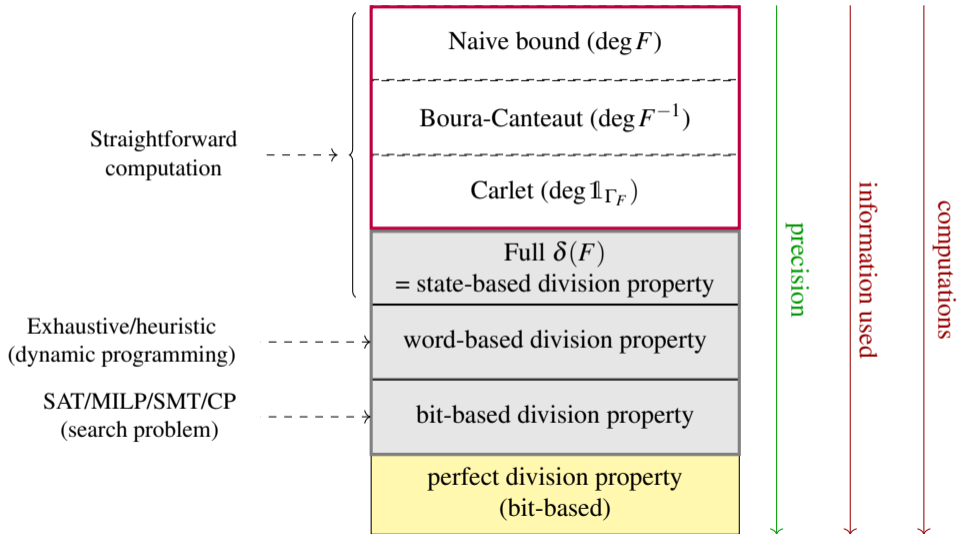 Naive bound (deg F)
Boura-Canteaut (deg F⁻¹)
Straightforward
computation
Carlet (deg 𝟙_{Γ_F})
Full δ(F)
= state-based division property
Exhaustive/heuristic
(dynamic programming)
word-based division property
SAT/MILP/SMT/CP
(search problem)
bit-based division property
perfect division property
(bit-based)
precision
information used
computations